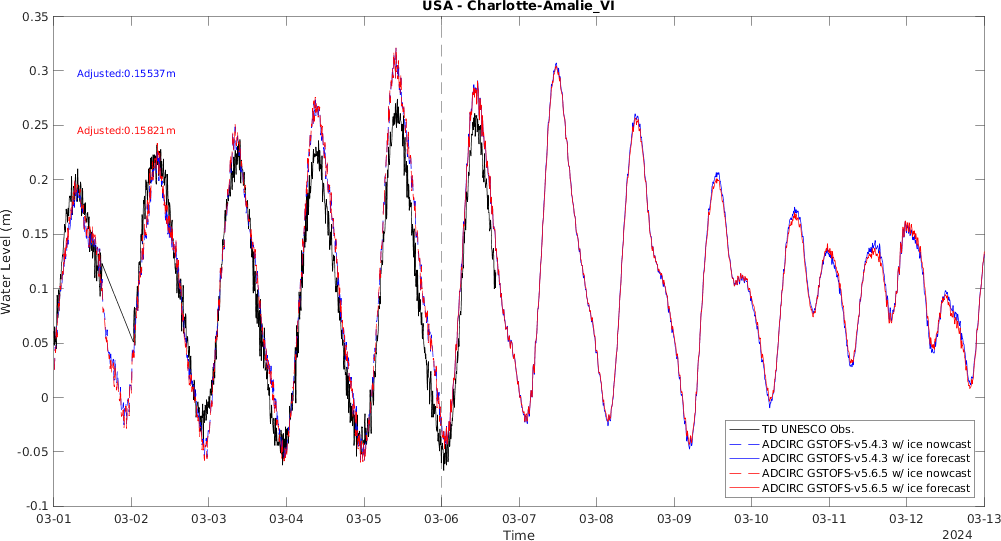 USA - Charlotte-Amalie_VI
0.35
0.3
0.25
0.2
0.15
0.1
0.05
0
-0.05
-0.1
Water Level (m)
Adjusted:0.15537m
Adjusted:0.15821m
TD UNESCO Obs.
ADCIRC GSTOFS-v5.4.3 w/ ice nowcast
ADCIRC GSTOFS-v5.4.3 w/ ice forecast
ADCIRC GSTOFS-v5.6.5 w/ ice nowcast
ADCIRC GSTOFS-v5.6.5 w/ ice forecast
03-01 03-02 03-03 03-04 03-05 03-06 03-07 03-08 03-09 03-10 03-11 03-12 03-13
Time
2024